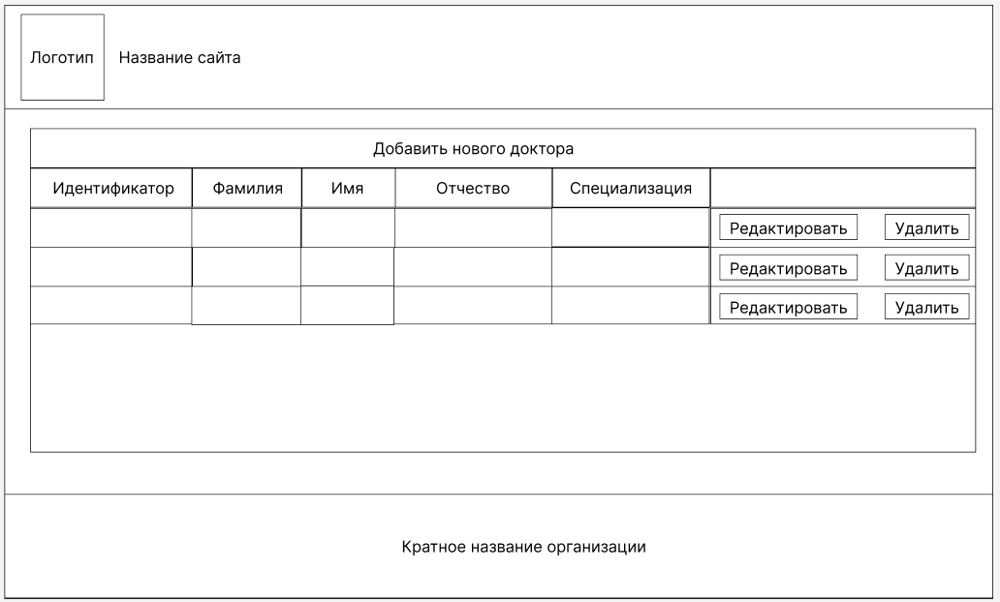 Логотип
Название сайта
Добавить нового доктора
Идентификатор Фамилия Имя Отчество Специализация
Редактировать Удалить
Редактировать Удалить
Редактировать Удалить
Кратное название организации